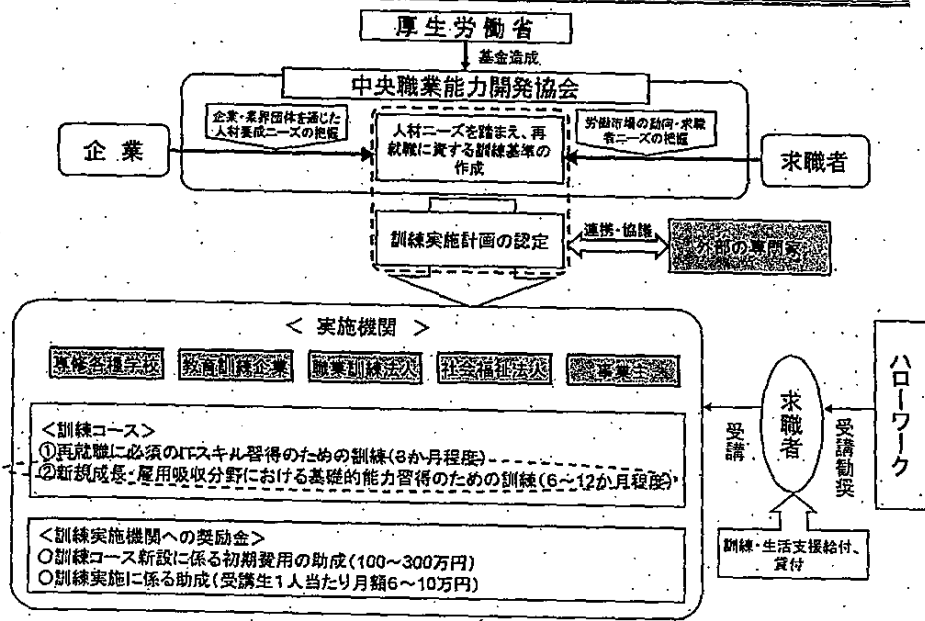 厚生労働省
基金造成
中央職業能力開発協会
企業・業界団体を通じた
人材養成ニーズの把握
労働市場の動向・求職
者ニーズの把握
企業
人材ニーズを踏まえ、再
就職に資する訓練基準の
作成
求職者
訓練実施計画の認定
連携・協議
外部の専門家
＜ 実施機関 ＞
専修各種学校
教育訓練企業
職業訓練法人
社会福祉法人
事業主等
ハローワーク
求職者
受講
受講勧奨
＜訓練コース＞
①再就職に必須のITスキル習得のための訓練(3か月程度)
②新規成長・雇用吸収分野における基礎的能力習得のための訓練(6～12か月程度)
訓練・生活支援給付、
貸付
＜訓練実施機関への奨励金＞
○訓練コース新設に係る初期費用の助成(100～300万円)
○訓練実施に係る助成(受講生1人当たり月額6～10万円)